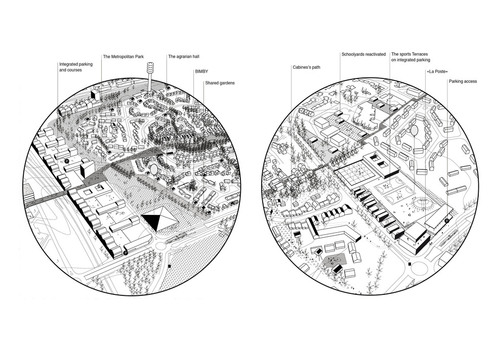 Integrated parking
and courses
The Metropolitan Park
The agrarian hall
BIMBY
Shared gardens
Cabines's path
Schoolyards reactivated
The sports Terraces
on integrated parking
«La Poste»
Parking access